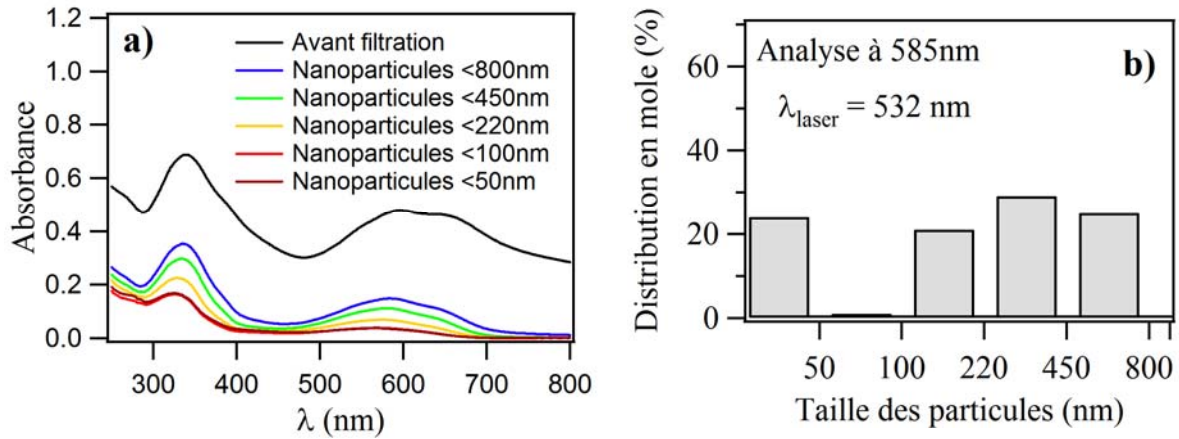 a)
Avant filtration
Nanoparticules <800nm
Nanoparticules <450nm
Nanoparticules <220nm
Nanoparticules <100nm
Nanoparticules <50nm
Absorbance
1.2
1.0
0.8
0.6
0.4
0.2
0.0
300 400 500 600 700 800
λ (nm)
b)
Analyse à 585nm
λlaser = 532 nm
Distribution en mole (%)
60
40
20
0
50 100 220 450 800
Taille des particules (nm)